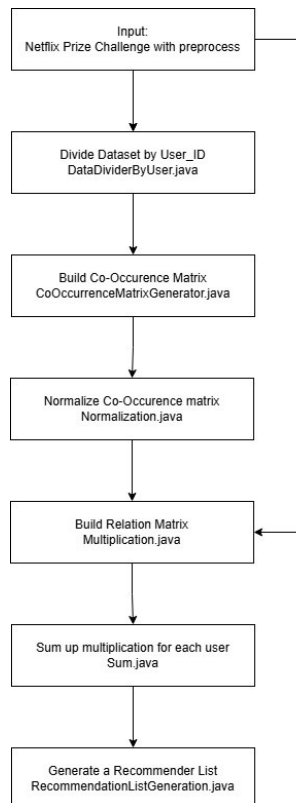 Input:
Netflix Prize Challenge with preprocess
Divide Dataset by User_ID
DataDividerByUser.java
Build Co-Occurence Matrix
CoOccurrenceMatrixGenerator.java
Normalize Co-Occurence matrix
Normalization.java
Build Relation Matrix
Multiplication.java
Sum up multiplication for each user
Sum.java
Generate a Recommender List
RecommendationListGeneration.java